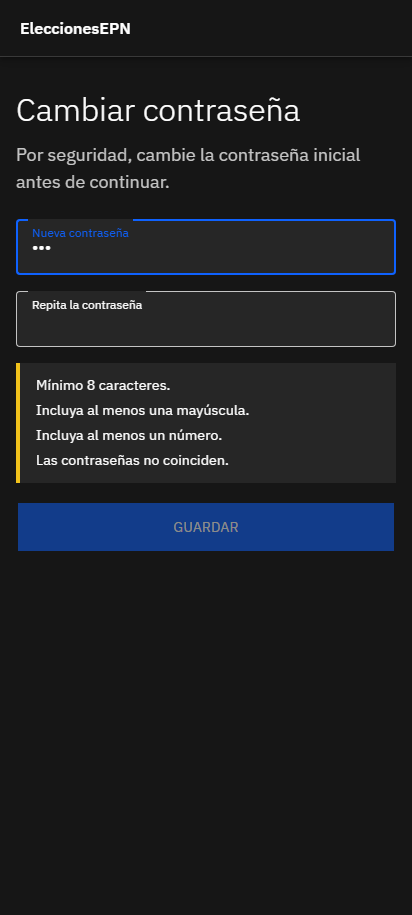 EleccionesEPN
Cambiar contraseña
Por seguridad, cambie la contraseña inicial
antes de continuar.
Nueva contraseña
•••
Repita la contraseña
Mínimo 8 caracteres.
Incluya al menos una mayúscula.
Incluya al menos un número.
Las contraseñas no coinciden.
GUARDAR